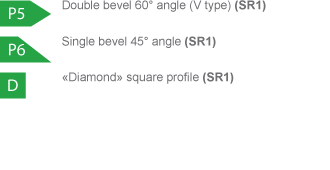 P5 Double bevel 60° angle (V type) (SR1)
P6 Single bevel 45° angle (SR1)
D «Diamond» square profile (SR1)